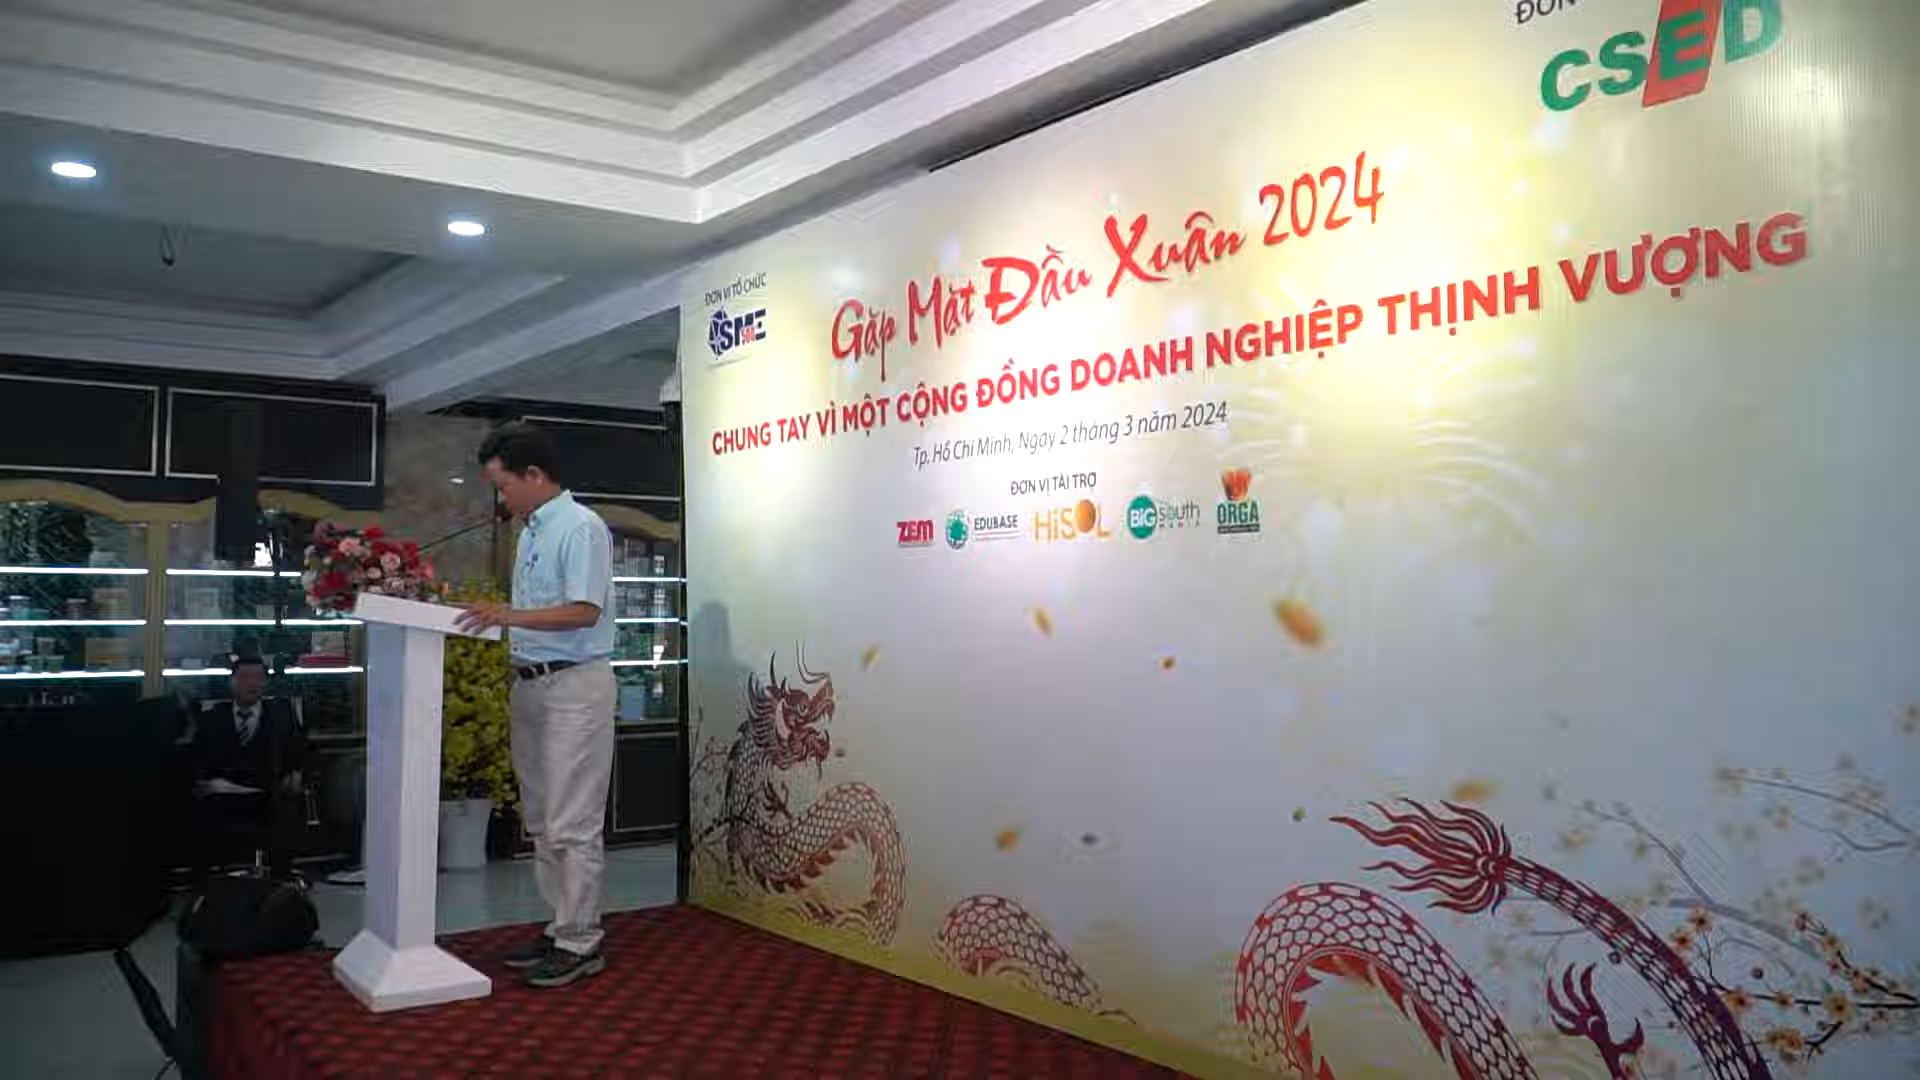 ĐƠN VỊ TỔ CHỨC
SME
500
ĐƠN
CSED
Gặp Mặt Đầu Xuân 2024
CHUNG TAY VÌ MỘT CỘNG ĐỒNG DOANH NGHIỆP THỊNH VƯỢNG
Tp. Hồ Chí Minh, Ngày 2 tháng 3 năm 2024
ĐƠN VỊ TÀI TRỢ
ZEM
EDUBASE
HiSOL
BIG South
ORGA